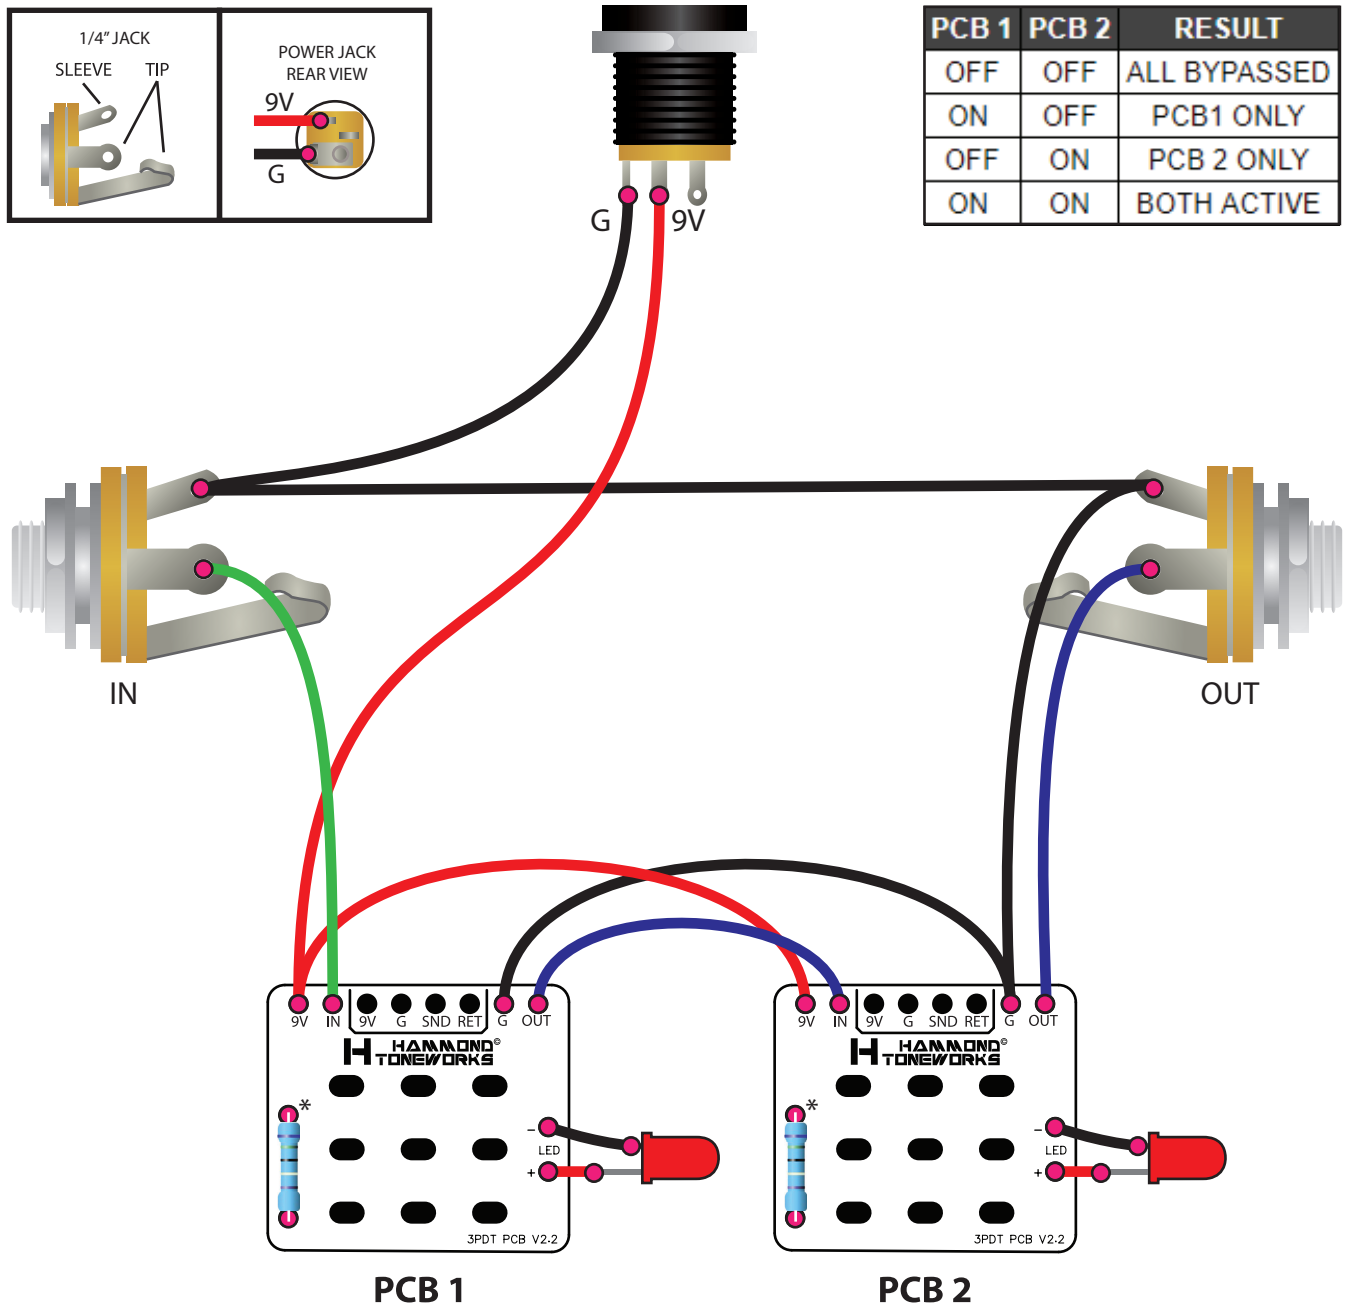 1/4” JACK
SLEEVE TIP
POWER JACK
REAR VIEW
9V
G
G 9V
PCB 1 PCB 2 RESULT
OFF OFF ALL BYPASSED
ON OFF PCB1 ONLY
OFF ON PCB 2 ONLY
ON ON BOTH ACTIVE
IN
OUT
9V IN 9V G SND RET G OUT
H HAMMOND©
TONEWORKS
*
-
LED
+
3PDT PCB V2.2
PCB 1
9V IN 9V G SND RET G OUT
H HAMMOND©
TONEWORKS
*
-
LED
+
3PDT PCB V2.2
PCB 2